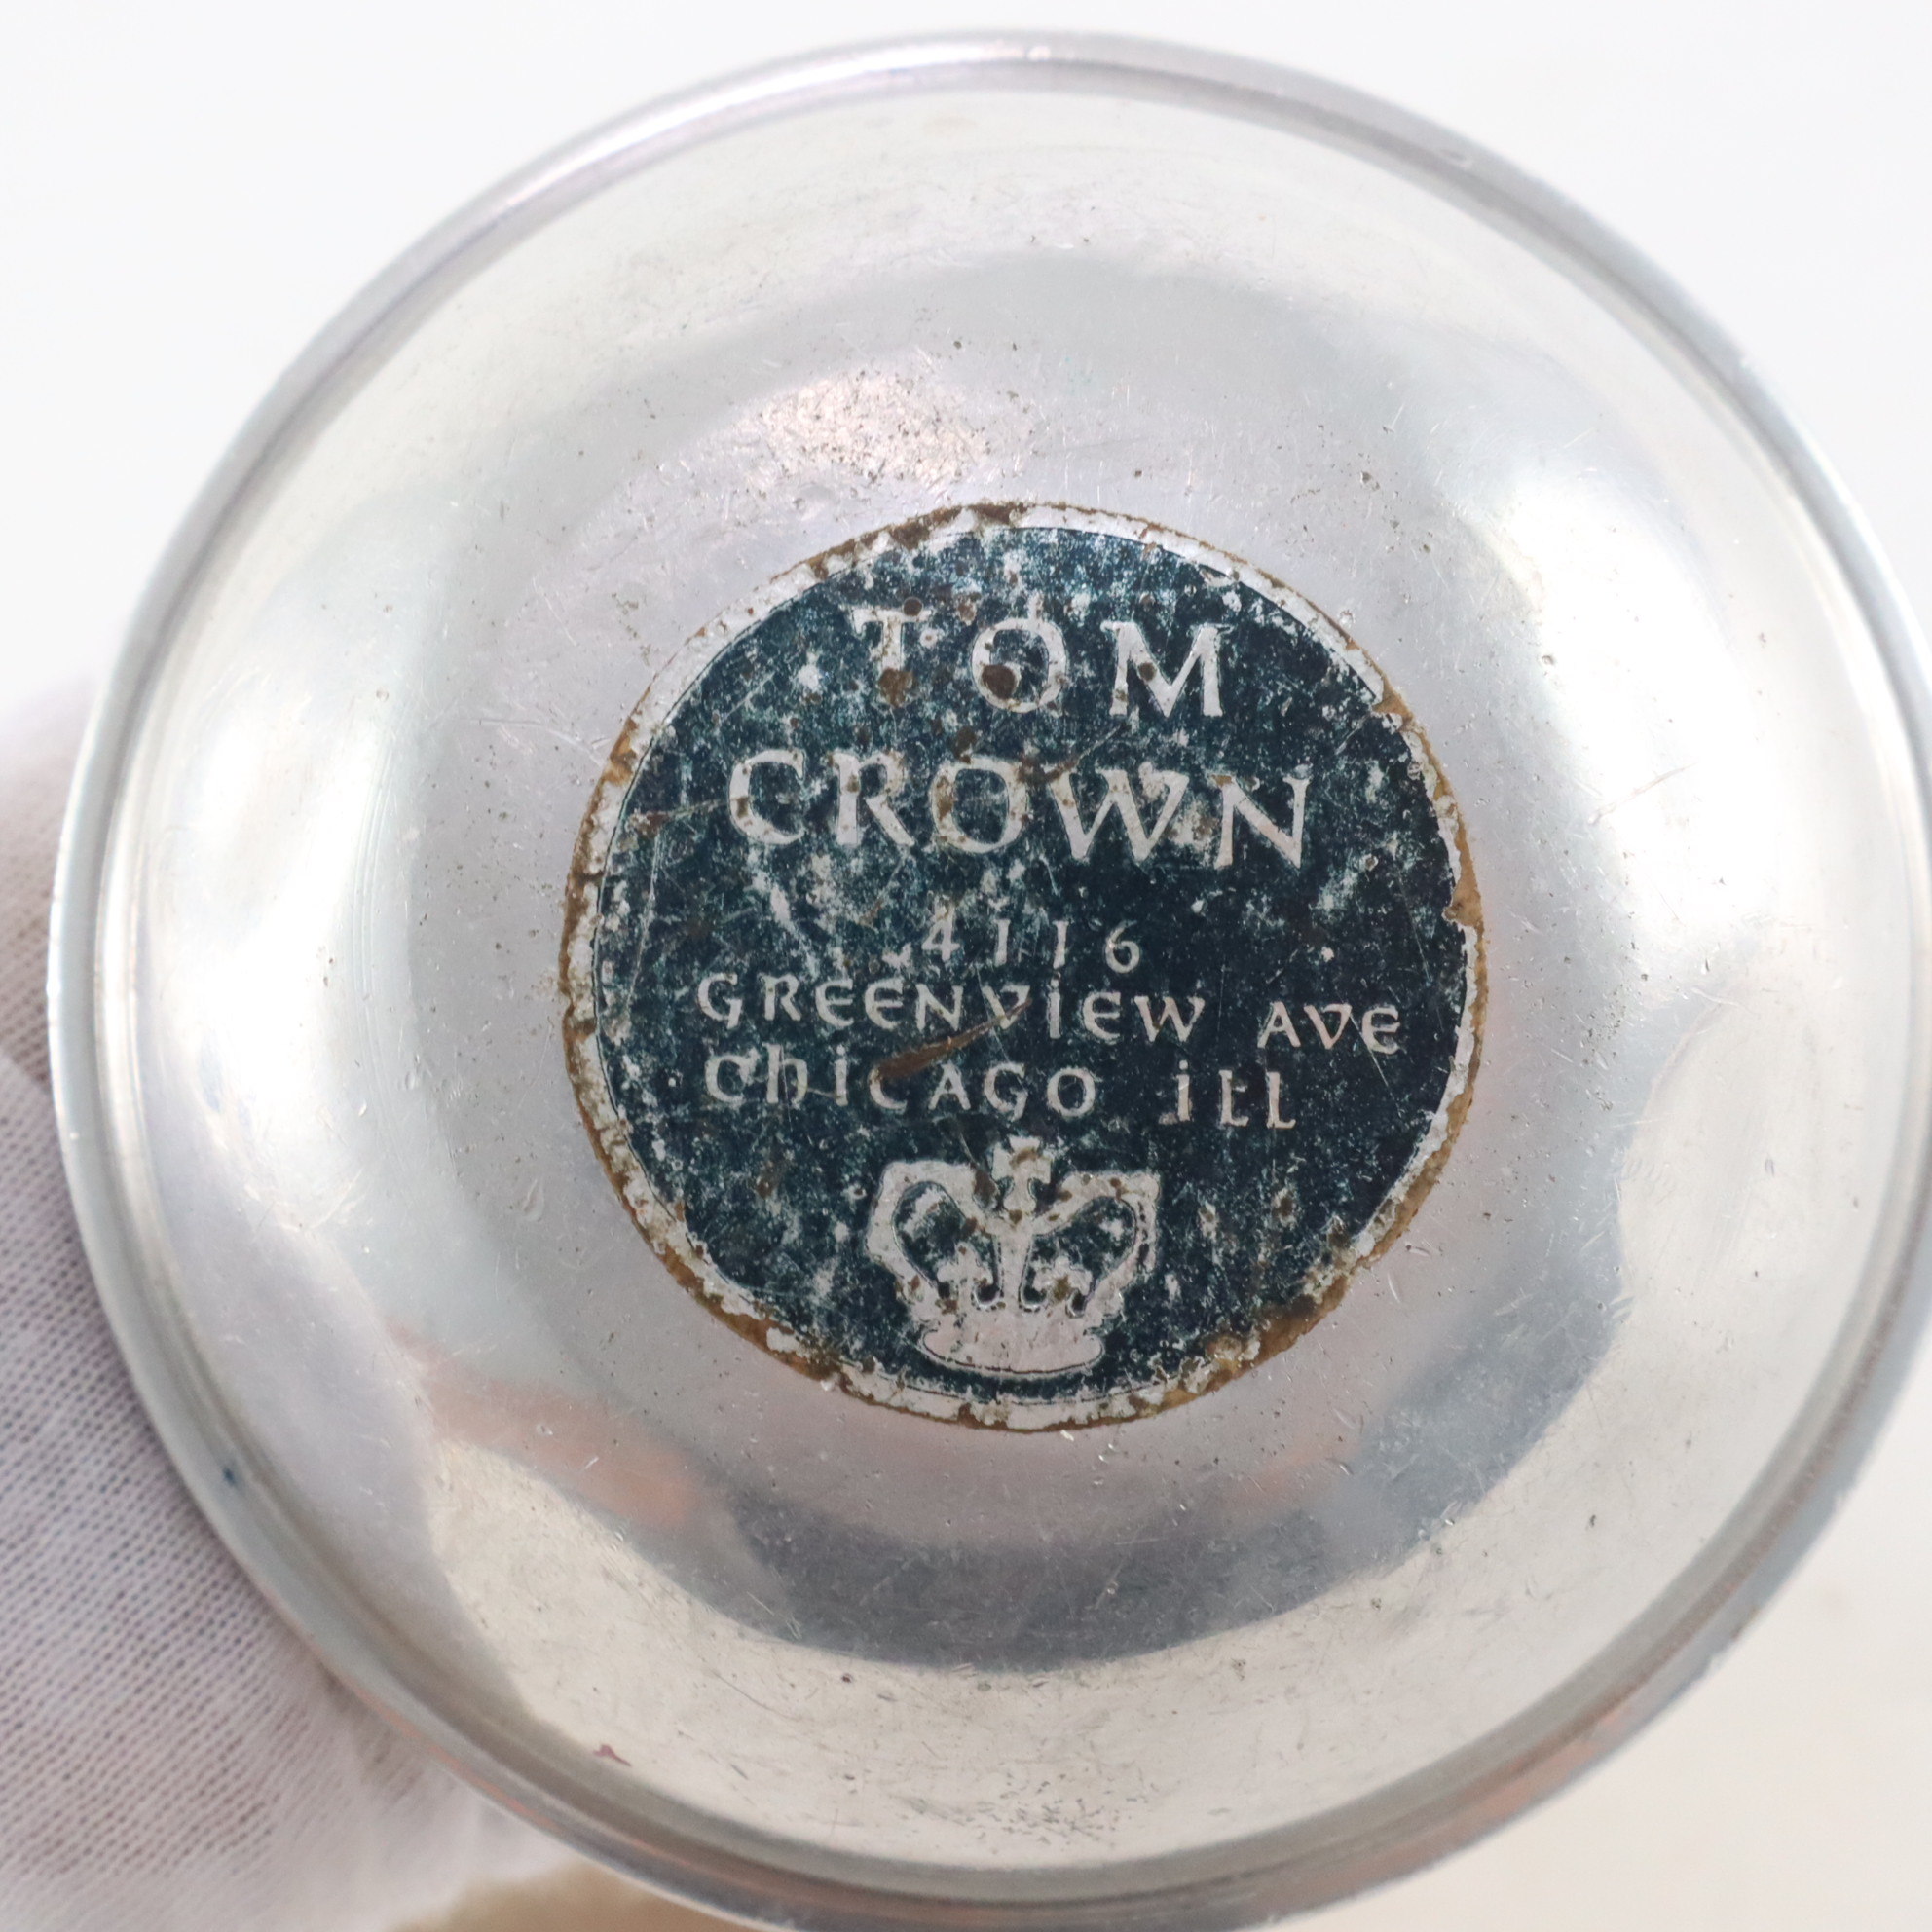 TOM
CROWN
4116
GREENVIEW AVE
ChiCAGO ILL